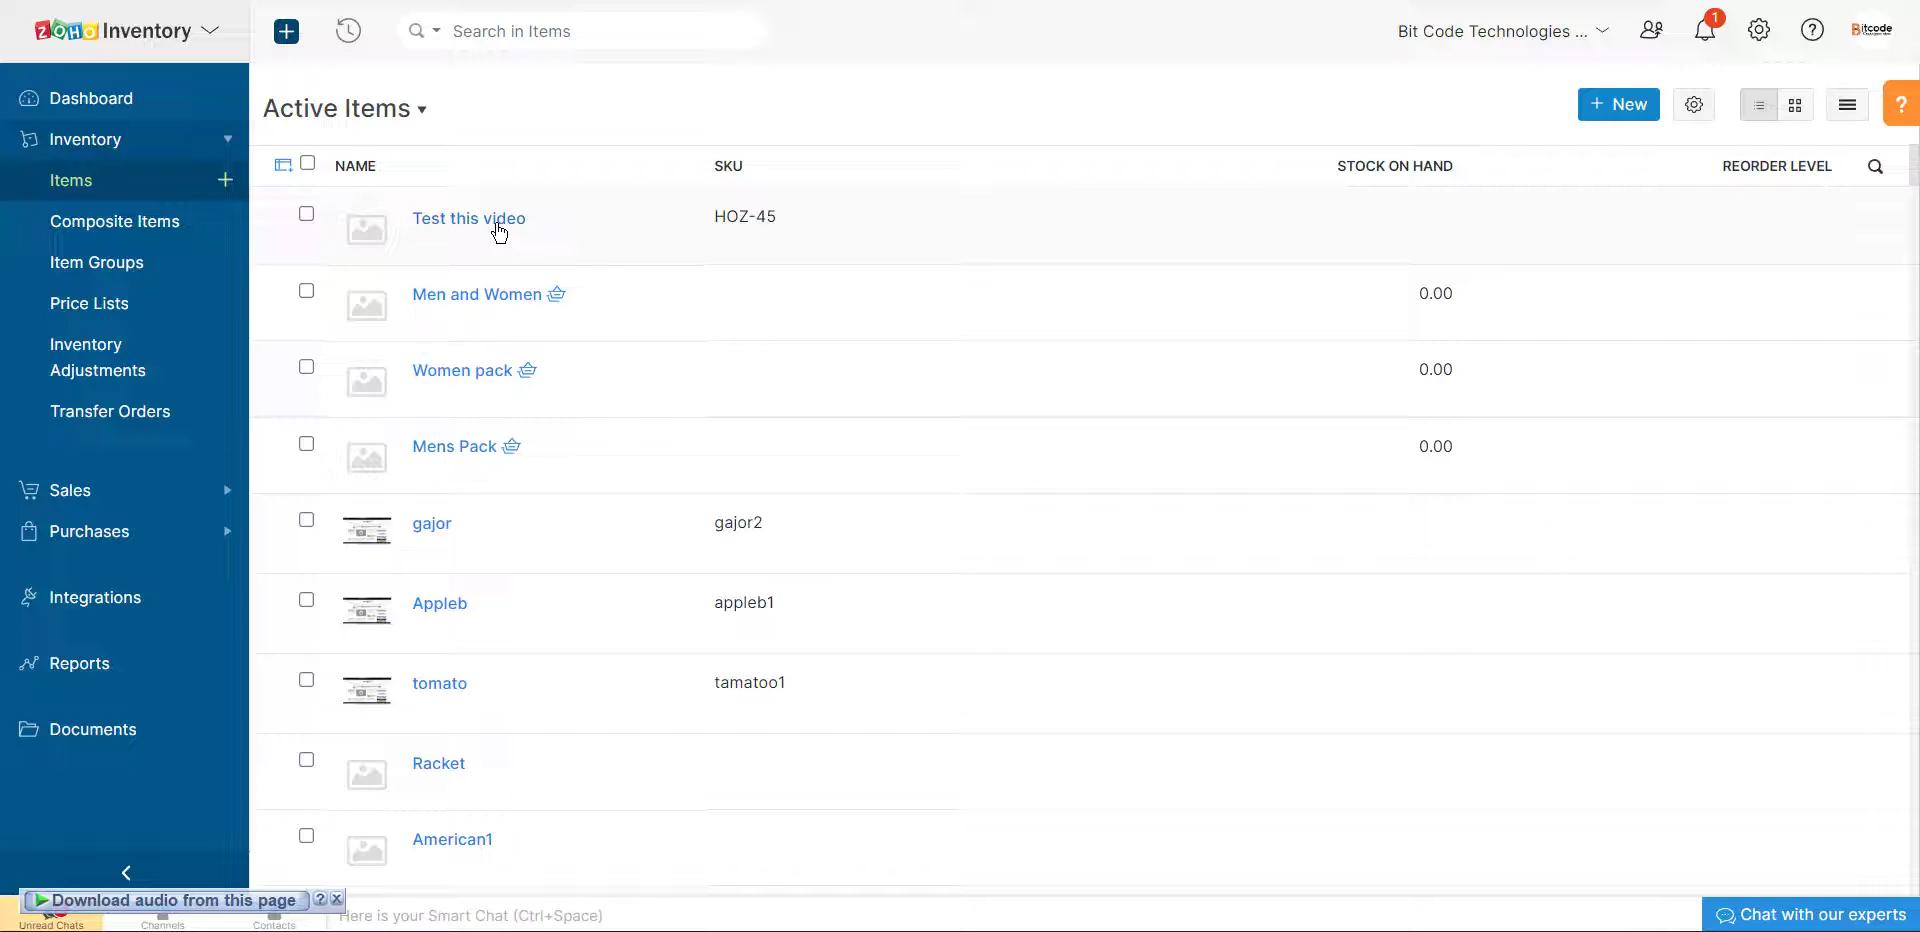 ZOHO Inventory
Search in Items
Bit Code Technologies ...
1
Bitcode
Dashboard
Inventory
Items
Composite Items
Item Groups
Price Lists
Inventory
Adjustments
Transfer Orders
Sales
Purchases
Integrations
Reports
Documents
Active Items
+ New
?
NAME
SKU
STOCK ON HAND
REORDER LEVEL
Test this video
HOZ-45
Men and Women
0.00
Women pack
0.00
Mens Pack
0.00
gajor
gajor2
Appleb
appleb1
tomato
tamatoo1
Racket
American1
Download audio from this page
? X
Unread Chats
Channels
Contacts
Here is your Smart Chat (Ctrl+Space)
Chat with our experts